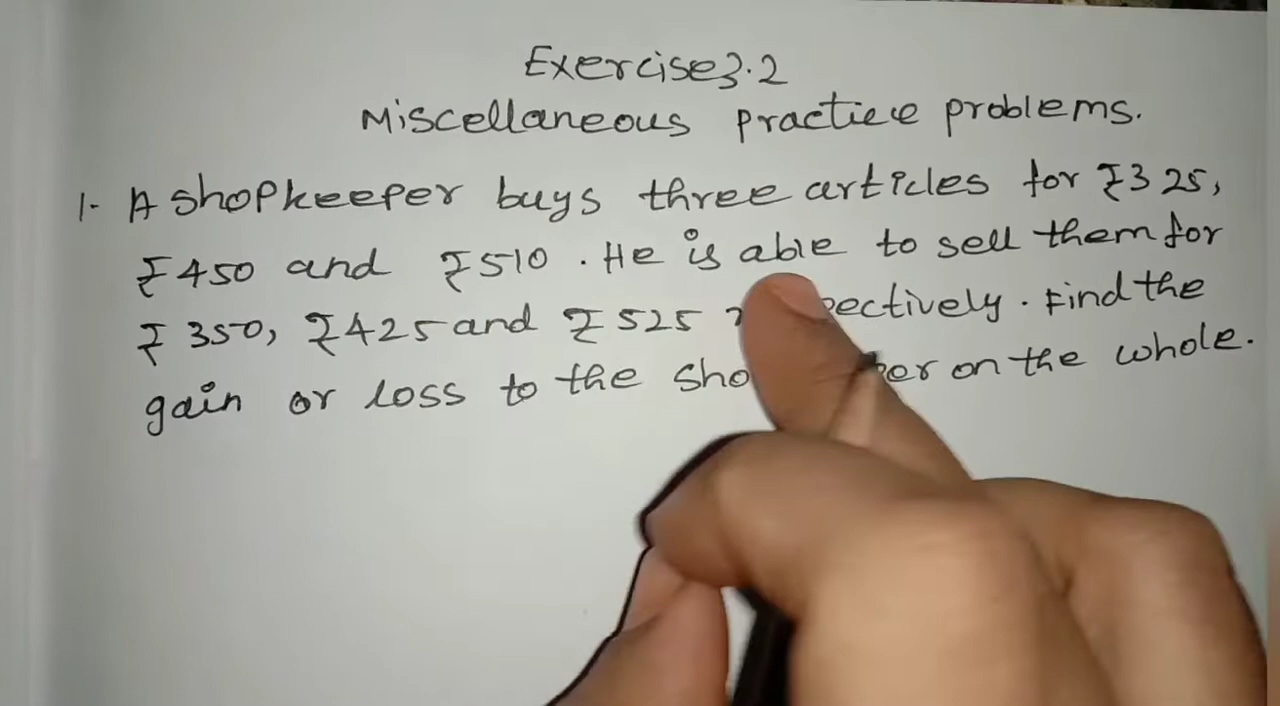 Exercise 3.2
Miscellaneous practice problems.
1. A shopkeeper buys three articles for ₹325,
₹450 and ₹510. He is able to sell them for
₹350, ₹425 and ₹525 pectively. Find the
gain or loss to the sho er on the whole.